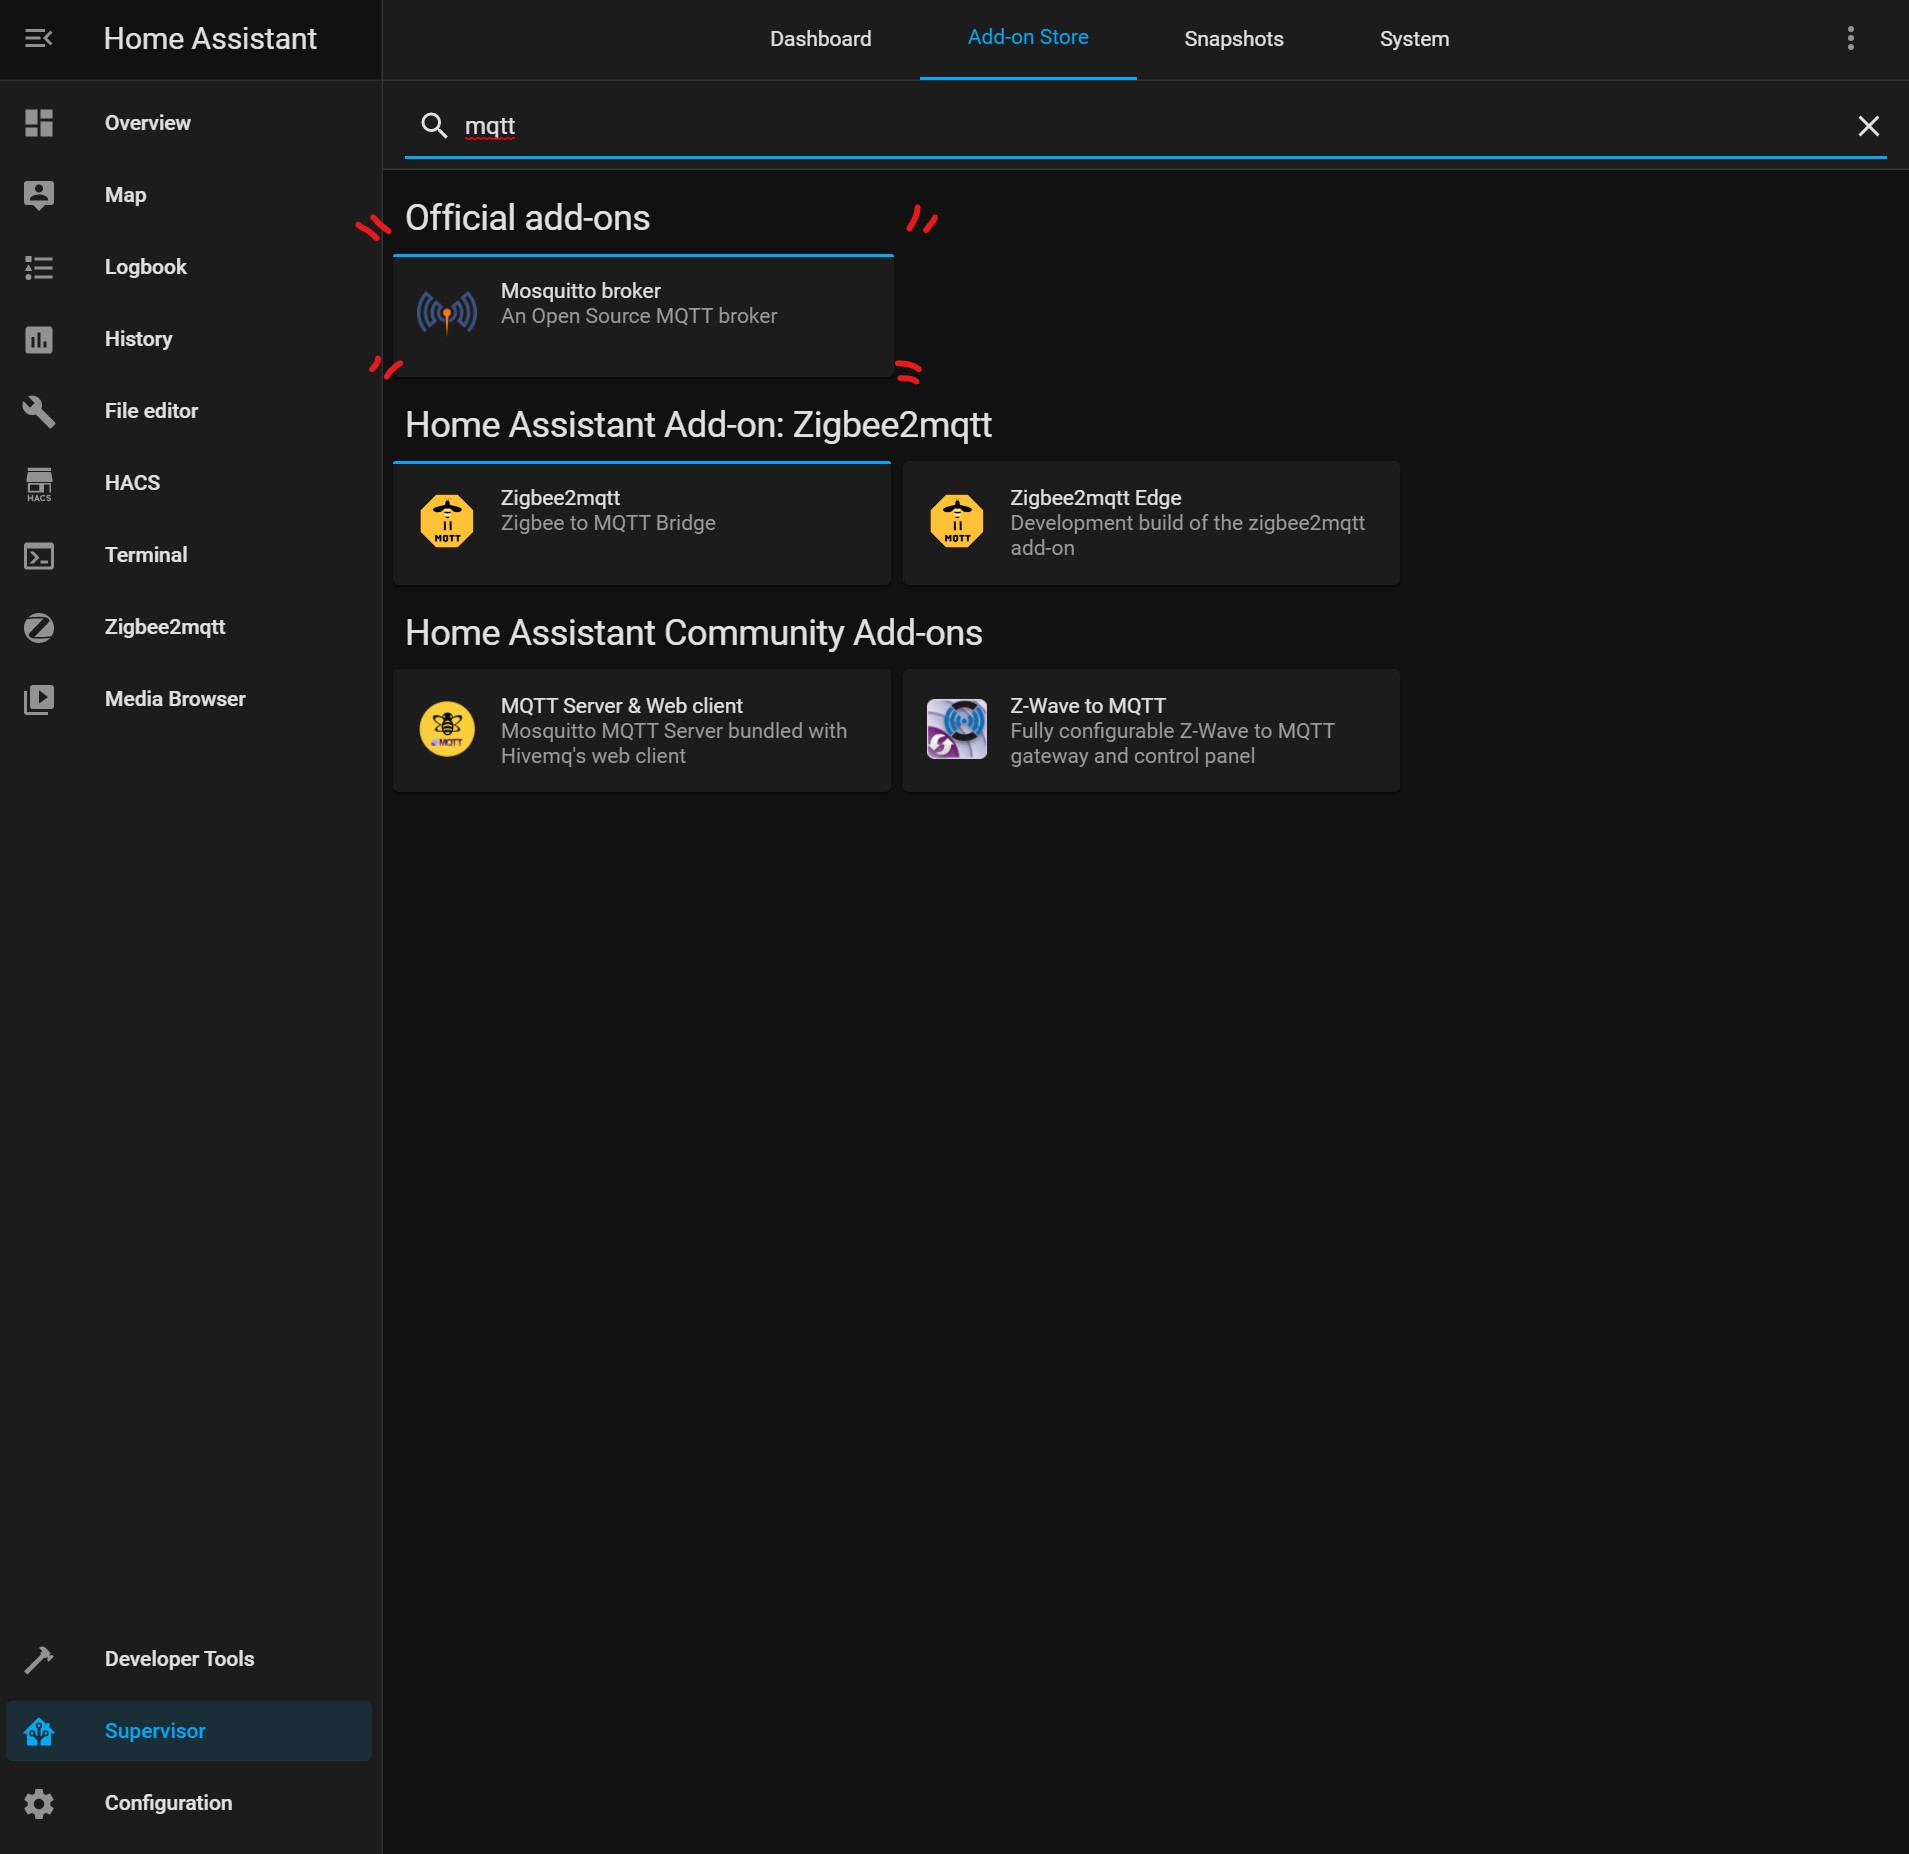 Home Assistant
Dashboard
Add-on Store
Snapshots
System
Overview
Map
Logbook
History
File editor
HACS
HACS
Terminal
Zigbee2mqtt
Media Browser
Developer Tools
Supervisor
Configuration
mqtt
Official add-ons
Mosquitto broker
An Open Source MQTT broker
Home Assistant Add-on: Zigbee2mqtt
MQTT
Zigbee2mqtt
Zigbee to MQTT Bridge
MQTT
Zigbee2mqtt Edge
Development build of the zigbee2mqtt
add-on
Home Assistant Community Add-ons
MQTT
MQTT Server & Web client
Mosquitto MQTT Server bundled with
Hivemq's web client
Z-Wave to MQTT
Fully configurable Z-Wave to MQTT
gateway and control panel